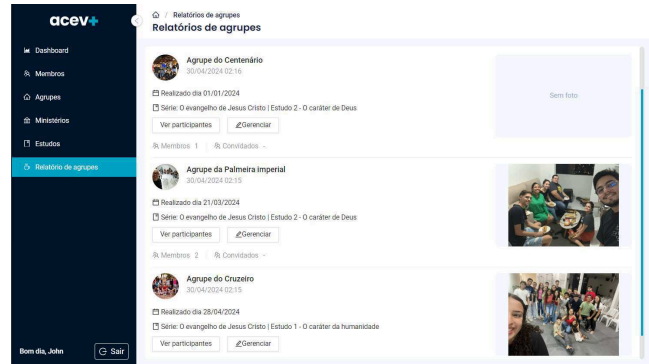 acev+
Dashboard
Membros
Agrupes
Ministérios
Estudos
Relatório de agrupes
Bom dia, John
Sair
/ Relatórios de agrupes
Relatórios de agrupes
Agrupe do Centenário
30/04/2024 02:16
Realizado dia 01/01/2024
Série: O evangelho de Jesus Cristo | Estudo 2 - O caráter de Deus
Ver participantes
Gerenciar
Membros 1
Convidados -
Sem foto
Agrupe da Palmeira Imperial
30/04/2024 02:15
Realizado dia 21/03/2024
Série: O evangelho de Jesus Cristo | Estudo 2 - O caráter de Deus
Ver participantes
Gerenciar
Membros 2
Convidados -
Agrupe do Cruzeiro
30/04/2024 02:15
Realizado dia 28/04/2024
Série: O evangelho de Jesus Cristo | Estudo 1 - O caráter da humanidade
Ver participantes
Gerenciar